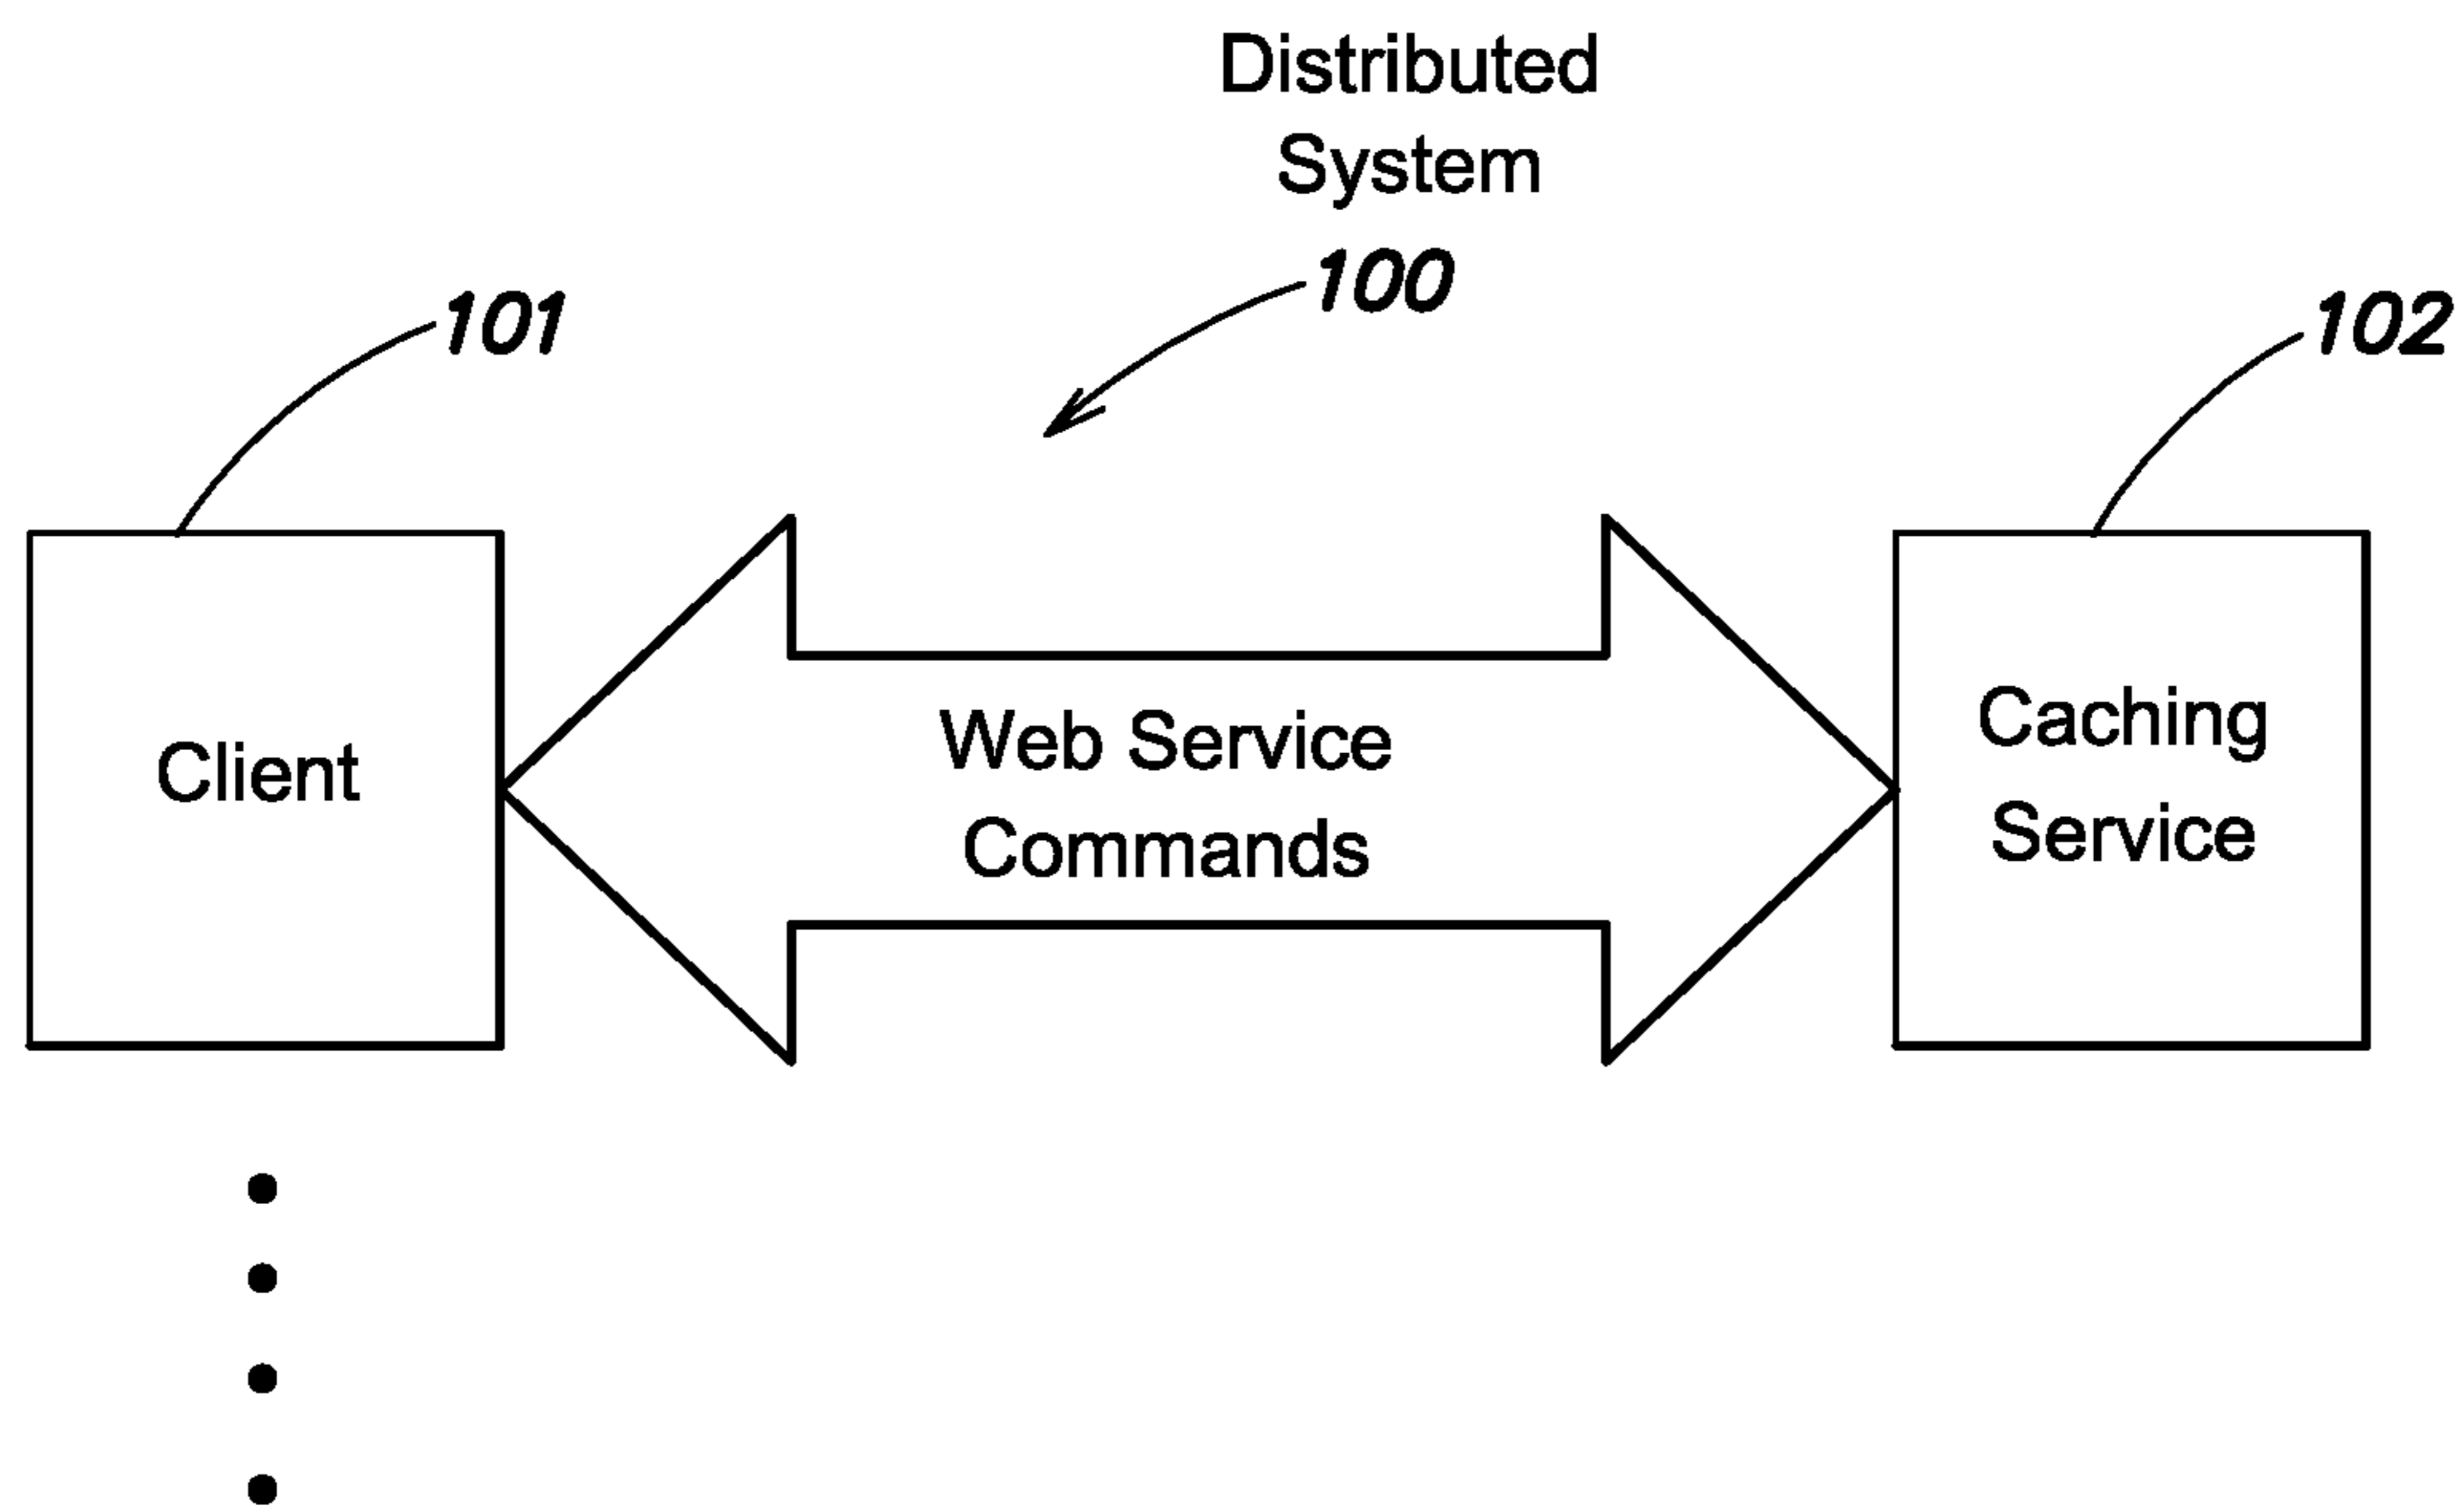 Distributed
System
100
101
102
Client
Web Service
Commands
Caching
Service